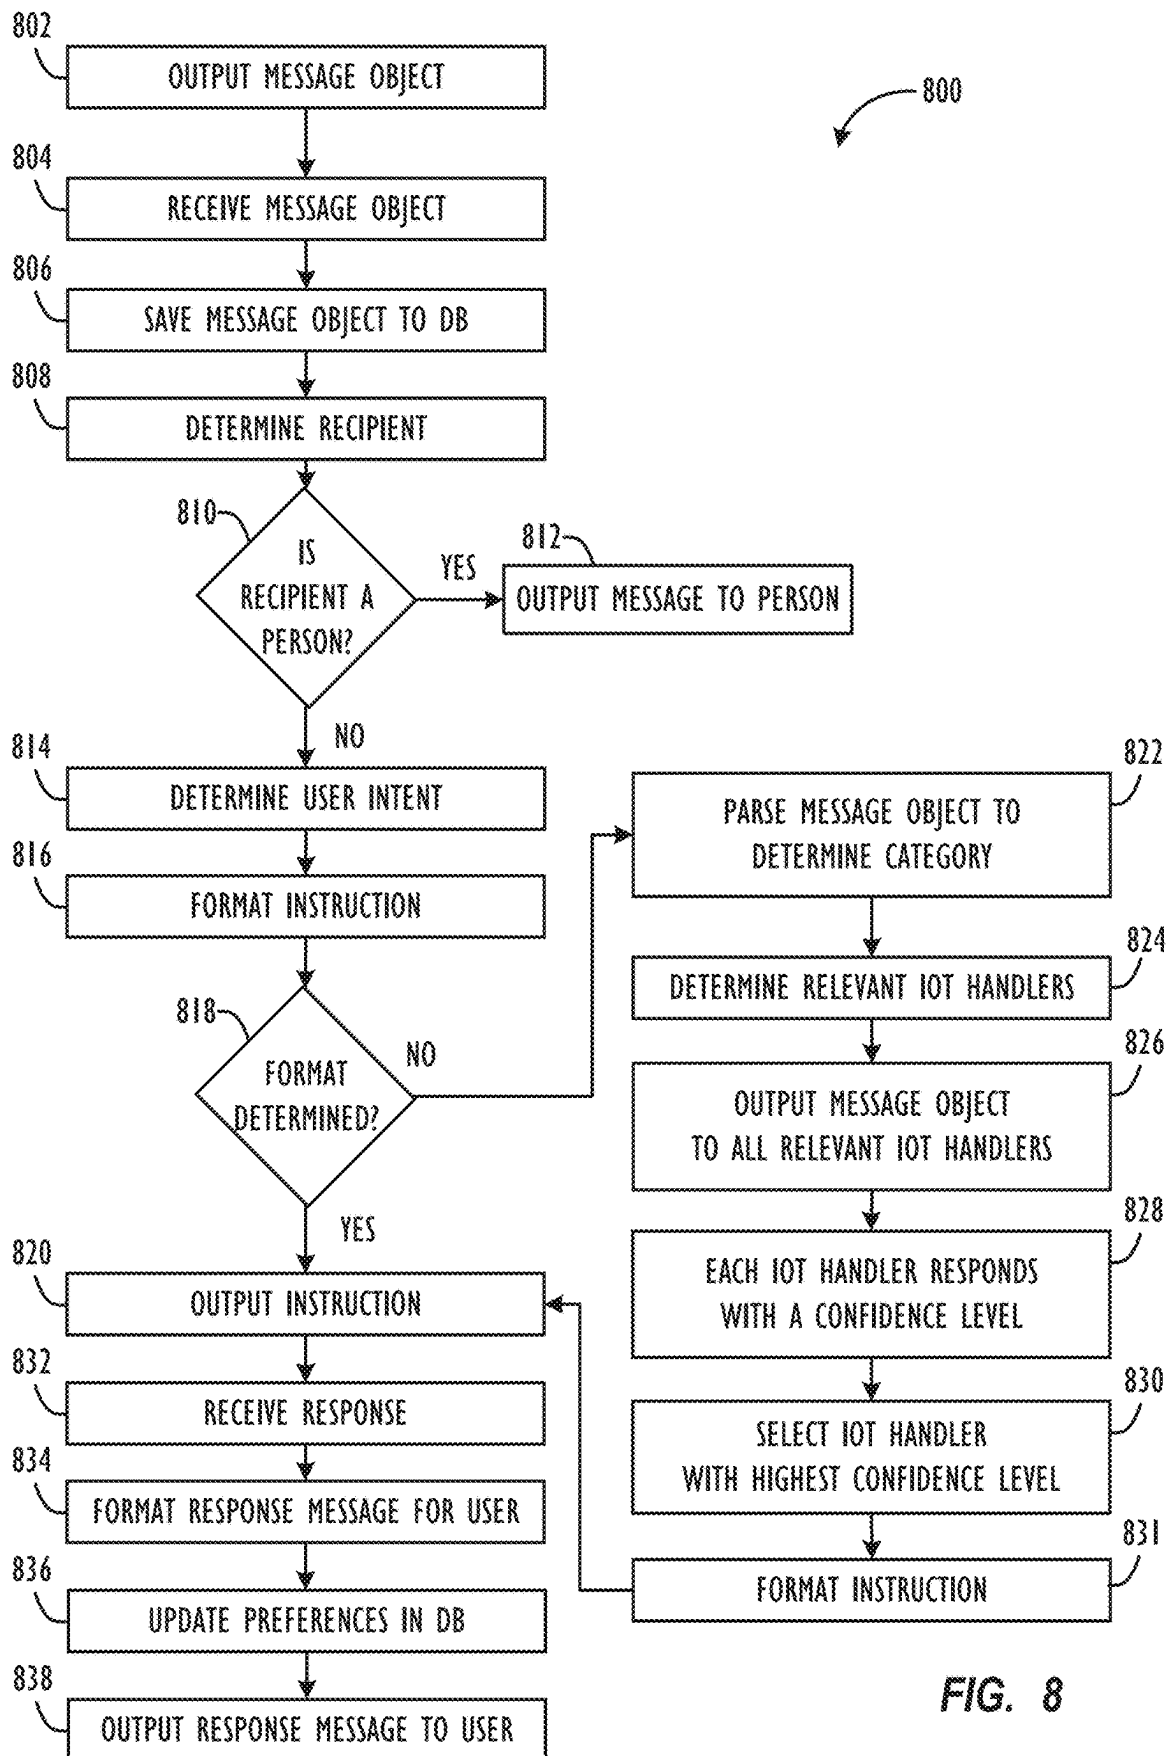 802
OUTPUT MESSAGE OBJECT
800
804
RECEIVE MESSAGE OBJECT
806
SAVE MESSAGE OBJECT TO DB
808
DETERMINE RECIPIENT
810
IS
RECIPIENT A
PERSON?
YES
812
OUTPUT MESSAGE TO PERSON
NO
814
DETERMINE USER INTENT
816
FORMAT INSTRUCTION
818
FORMAT
DETERMINED?
NO
YES
822
PARSE MESSAGE OBJECT TO
DETERMINE CATEGORY
824
DETERMINE RELEVANT IOT HANDLERS
826
OUTPUT MESSAGE OBJECT
TO ALL RELEVANT IOT HANDLERS
828
EACH IOT HANDLER RESPONDS
WITH A CONFIDENCE LEVEL
830
SELECT IOT HANDLER
WITH HIGHEST CONFIDENCE LEVEL
831
FORMAT INSTRUCTION
820
OUTPUT INSTRUCTION
832
RECEIVE RESPONSE
834
FORMAT RESPONSE MESSAGE FOR USER
836
UPDATE PREFERENCES IN DB
838
OUTPUT RESPONSE MESSAGE TO USER
FIG. 8